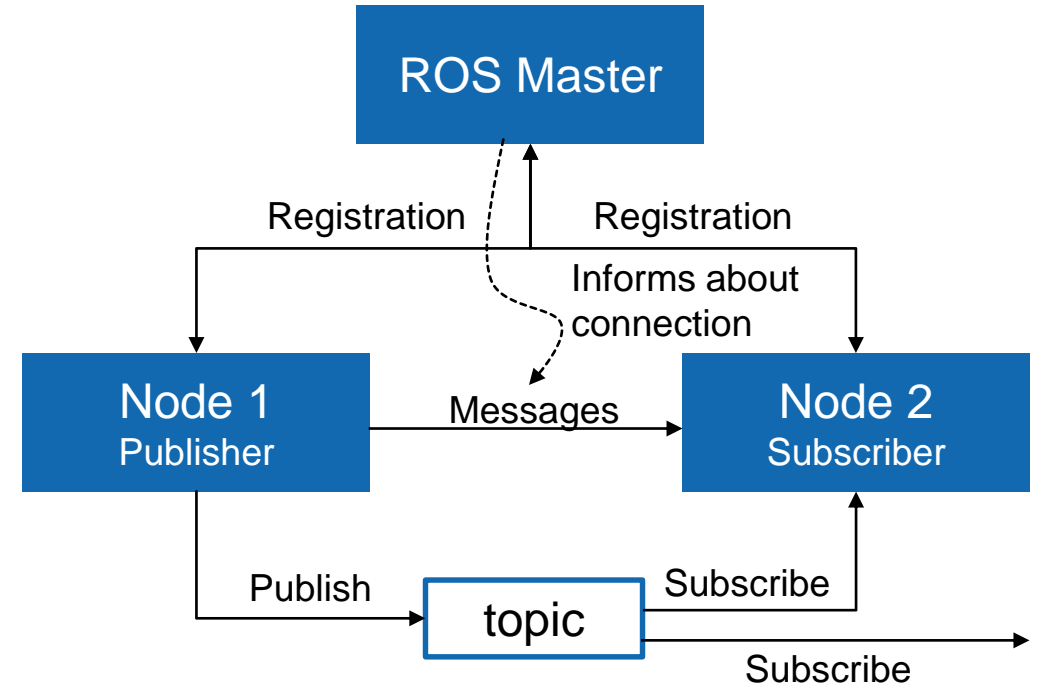 ROS Master
Registration
Registration
Informs about
connection
Node 1
Publisher
Messages
Node 2
Subscriber
Publish
topic
Subscribe
Subscribe